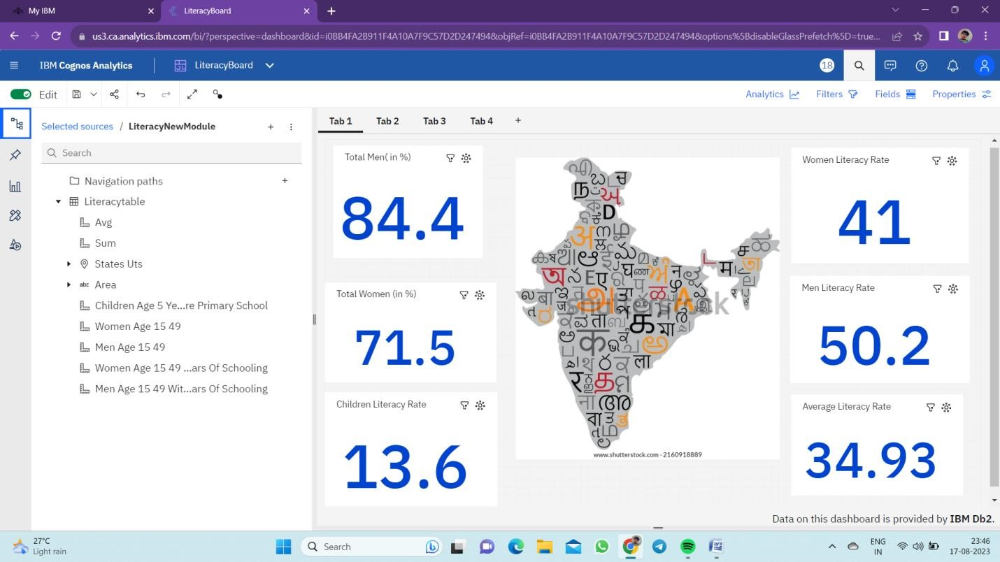 My IBM
LiteracyBoard
us3.ca.analytics.ibm.com/bi/?perspective=dashboard&id=i0BB4FA2B911F4A10A7F9C57D2D247494&objRef=i0BB4FA2B911F4A10A7F9C57D2D247494&options%5BdisableGlassPrefetch%5D=true...
IBM Cognos Analytics
LiteracyBoard
18
Edit
Analytics
Filters
Fields
Properties
Selected sources / LiteracyNewModule
Search
Navigation paths
Literacytable
Avg
Sum
States Uts
abc Area
Children Age 5 Ye...re Primary School
Women Age 15 49
Men Age 15 49
Women Age 15 49 ...ars Of Schooling
Men Age 15 49 Wit...ars Of Schooling
Tab 1
Tab 2
Tab 3
Tab 4
Total Men( in %)
84.4
Total Women (in %)
71.5
Children Literacy Rate
13.6
shutterstock
www.shutterstock.com · 2160918889
Women Literacy Rate
41
Men Literacy Rate
50.2
Average Literacy Rate
34.93
Data on this dashboard is provided by IBM Db2.
27°C
Light rain
Search
ENG
IN
23:46
17-08-2023